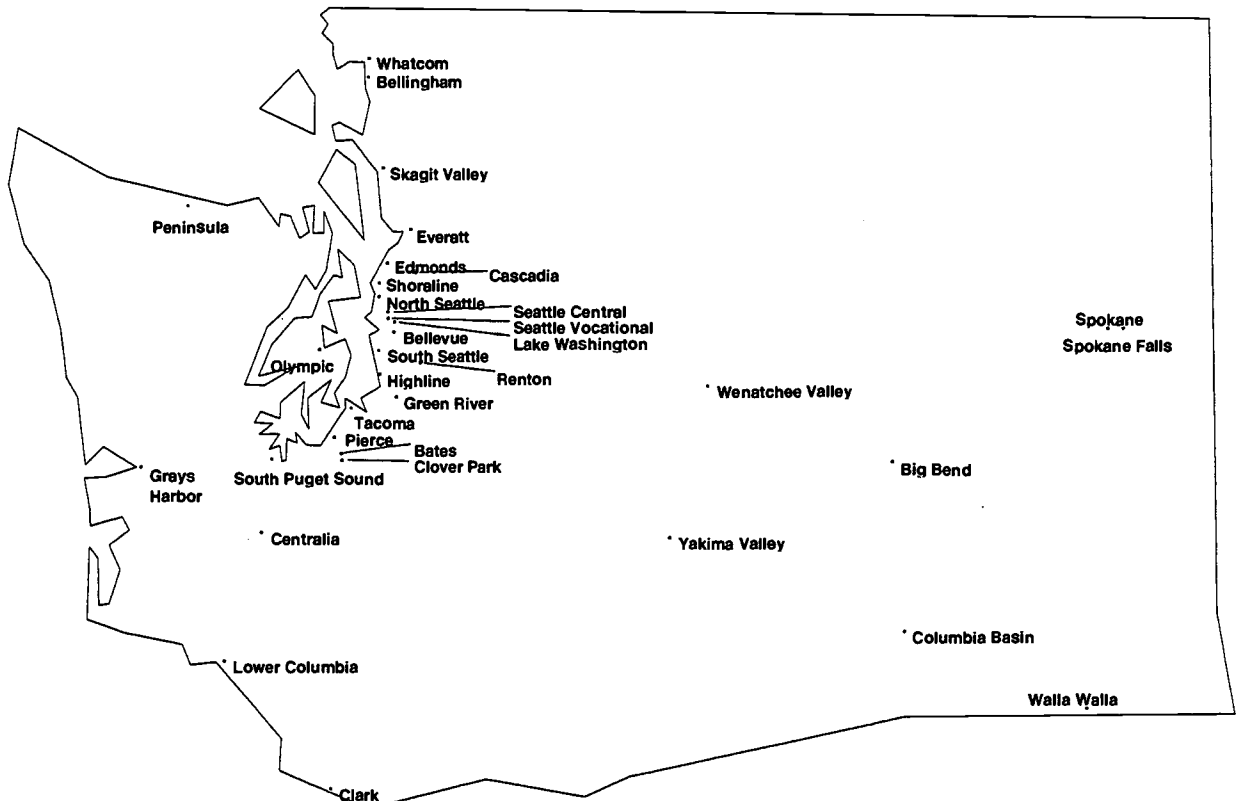 Whatcom
Bellingham
Skagit Valley
Peninsula
Everatt
Edmonds
Cascadia
Shoraline
North Seattle
Seattle Central
Seattle Vocational
Lake Washington
Bellevue
South Seattle
Olympic
Renton
Highline
Green River
Tacoma
Pierce
Bates
Clover Park
South Puget Sound
Grays
Harbor
Centralia
Lower Columbia
Clark
Wenatchee Valley
Yakima Valley
Big Bend
Columbia Basin
Walla Walla
Spokane
Spokane Falls